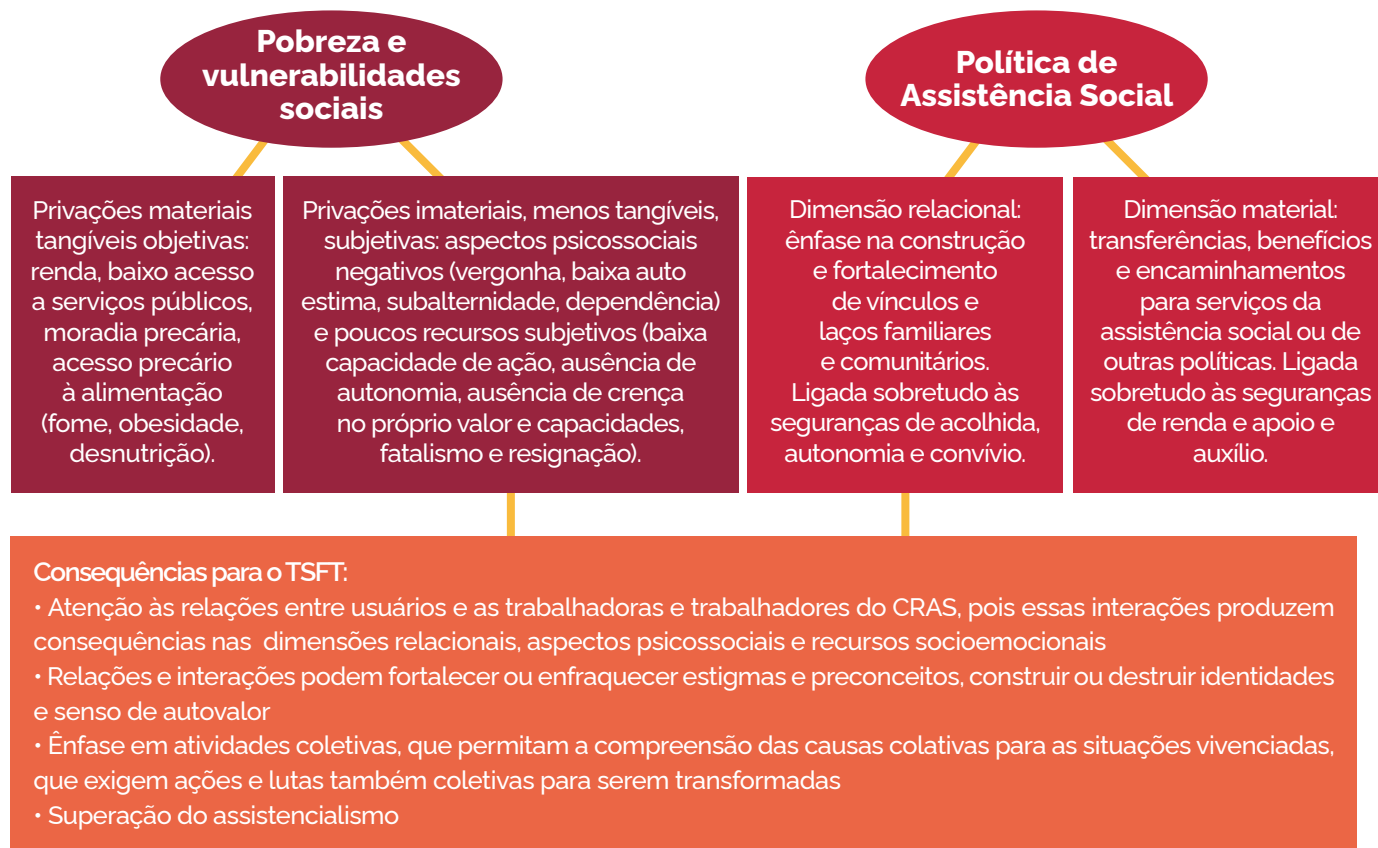 Pobreza e
vulnerabilidades
sociais
Política de
Assistência Social
Privações materiais
tangíveis objetivas:
renda, baixo acesso
a serviços públicos,
moradia precária,
acesso precário
à alimentação
(fome, obesidade,
desnutrição).
Privações imateriais, menos tangíveis,
subjetivas: aspectos psicossociais
negativos (vergonha, baixa auto
estima, subalternidade, dependência)
e poucos recursos subjetivos (baixa
capacidade de ação, ausência de
autonomia, ausência de crença
no próprio valor e capacidades,
fatalismo e resignação).
Dimensão relacional:
ênfase na construção
e fortalecimento
de vínculos e
laços familiares
e comunitários.
Ligada sobretudo às
seguranças de acolhida,
autonomia e convívio.
Dimensão material:
transferências, benefícios
e encaminhamentos
para serviços da
assistência social ou de
outras políticas. Ligada
sobretudo às seguranças
de renda e apoio e
auxílio.
Consequências para o TSFT:
• Atenção às relações entre usuários e as trabalhadoras e trabalhadores do CRAS, pois essas interações produzem
consequências nas dimensões relacionais, aspectos psicossociais e recursos socioemocionais
• Relações e interações podem fortalecer ou enfraquecer estigmas e preconceitos, construir ou destruir identidades
e senso de autovalor
• Ênfase em atividades coletivas, que permitam a compreensão das causas colativas para as situações vivenciadas,
que exigem ações e lutas também coletivas para serem transformadas
• Superação do assistencialismo